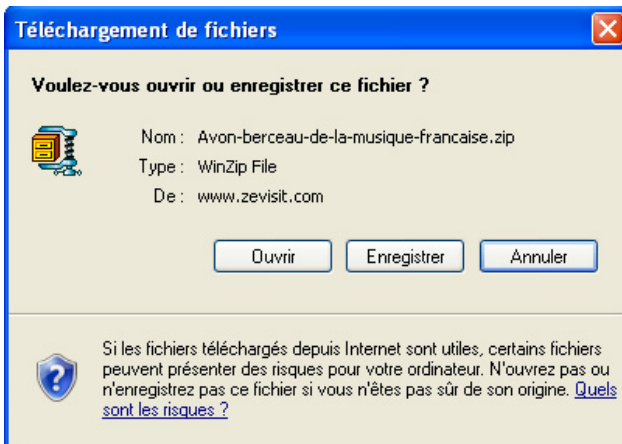 Téléchargement de fichiers
Voulez-vous ouvrir ou enregistrer ce fichier ?
Nom : Avon-berceau-de-la-musique-francaise.zip
Type : WinZip File
De : www.zevisit.com
Ouvrir Enregistrer Annuler
Si les fichiers téléchargés depuis Internet sont utiles, certains fichiers
peuvent présenter des risques pour votre ordinateur. N'ouvrez pas ou
n'enregistrez pas ce fichier si vous n'êtes pas sûr de son origine. Quels
sont les risques ?